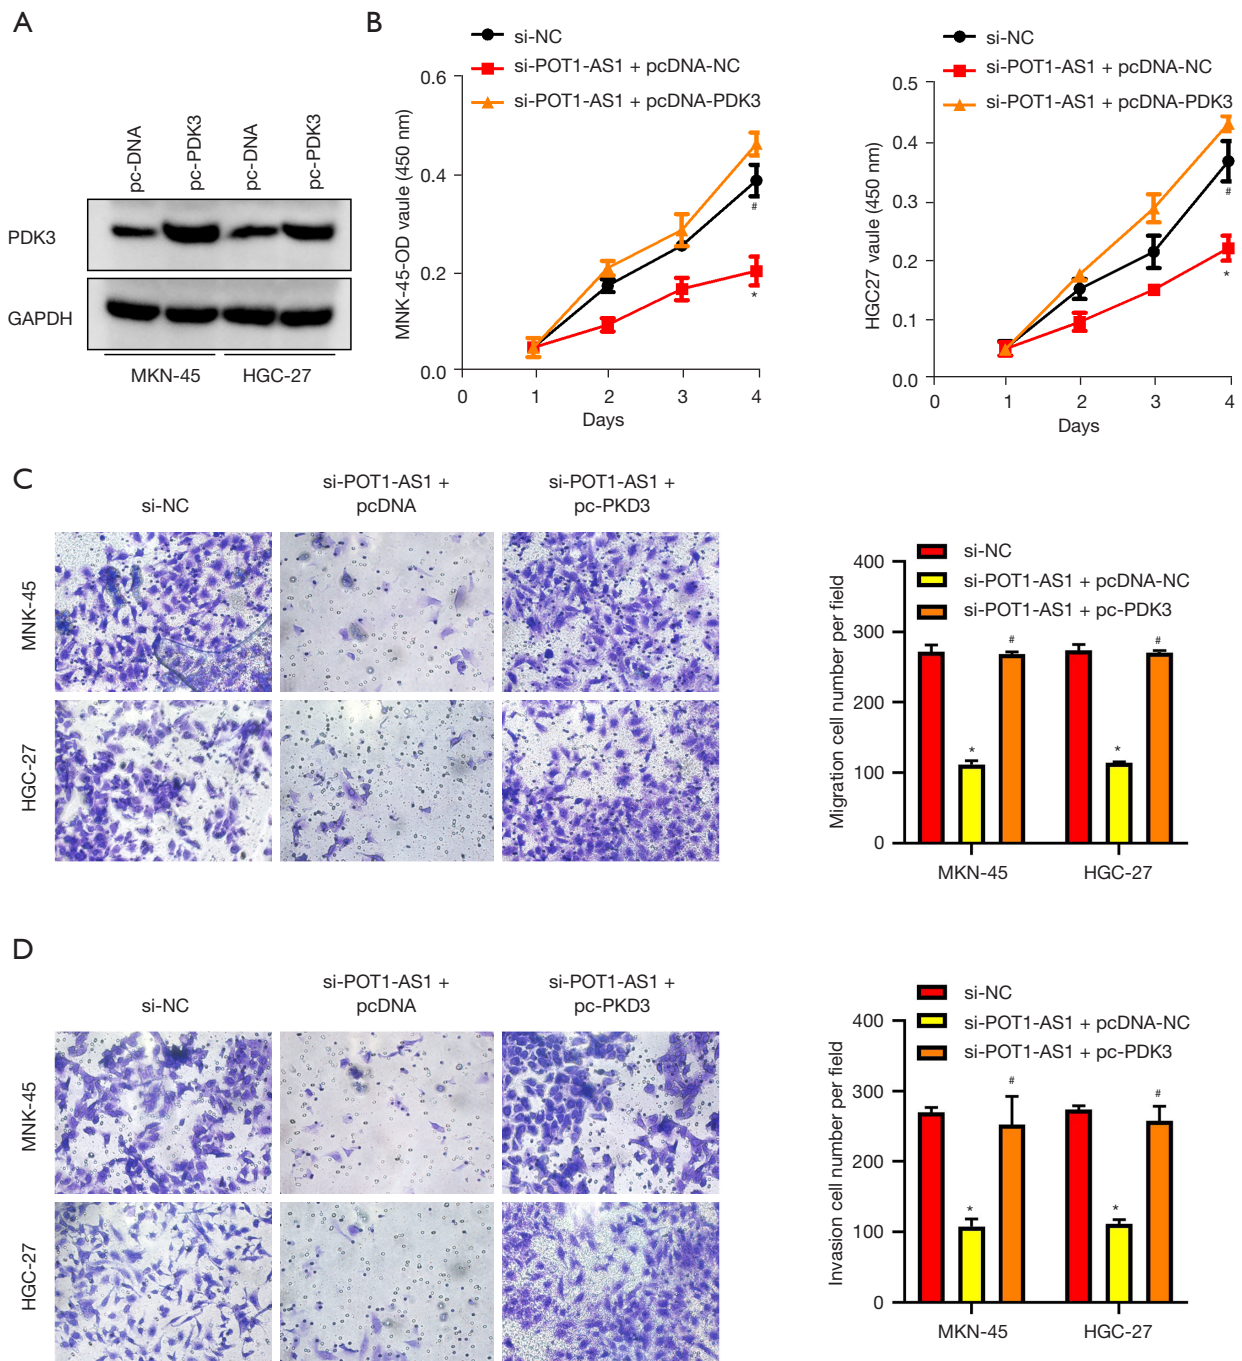 A
pc-DNA
pc-PDK3
pc-DNA
pc-PDK3
PDK3
GAPDH
MKN-45
HGC-27
B
si-NC
si-POT1-AS1 + pcDNA-NC
si-POT1-AS1 + pcDNA-PDK3
MNK-45-OD vaule (450 nm)
0.6
0.4
0.2
0.0
0
1
2
3
4
Days
#
*
si-NC
si-POT1-AS1 + pcDNA-NC
si-POT1-AS1 + pcDNA-PDK3
HGC27 vaule (450 nm)
0.5
0.4
0.3
0.2
0.1
0.0
0
1
2
3
4
Days
#
*
C
si-NC
si-POT1-AS1 +
pcDNA
si-POT1-AS1 +
pc-PKD3
MNK-45
HGC-27
si-NC
si-POT1-AS1 + pcDNA-NC
si-POT1-AS1 + pc-PDK3
Migration cell number per field
400
300
200
100
0
*
#
*
#
MKN-45
HGC-27
D
si-NC
si-POT1-AS1 +
pcDNA
si-POT1-AS1 +
pc-PKD3
MNK-45
HGC-27
si-NC
si-POT1-AS1 + pcDNA-NC
si-POT1-AS1 + pc-PDK3
Invasion cell number per field
400
300
200
100
0
*
#
*
#
MKN-45
HGC-27